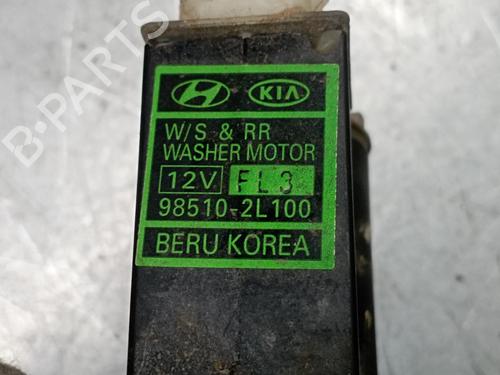 KIA
W/S & RR
WASHER MOTOR
12V FL3
98510-2L100
BERU KOREA
B-Parts